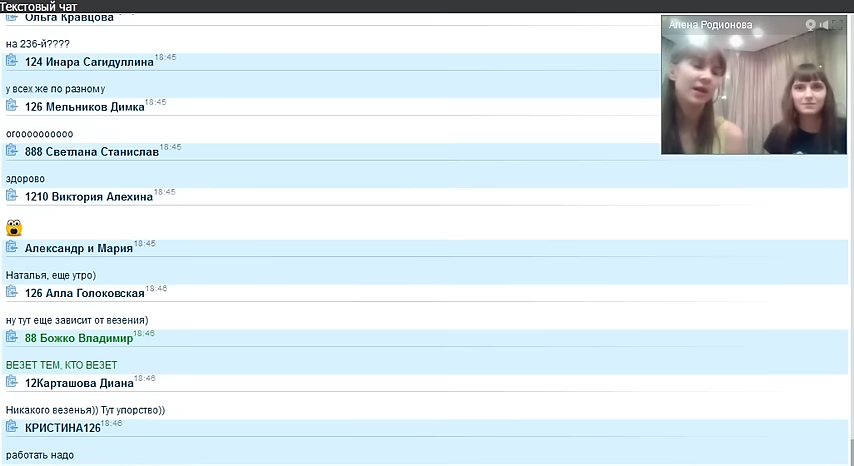 Текстовый чат
Ольга Кравцова
на 236-й????
124 Инара Сагидуллина 18:45
у всех же по разному
126 Мельников Димка 18:45
огоооооооооо
888 Светлана Станислав 18:45
здорово
1210 Виктория Алехина 18:45
Александр и Мария 18:45
Наталья, еще утро)
126 Алла Голоковская 18:46
ну тут еще зависит от везения)
88 Божко Владимир 18:46
ВЕЗЕТ ТЕМ, КТО ВЕЗЕТ
12Карташова Диана 18:46
Никакого везенья)) Тут упорство))
КРИСТИНА126 18:46
работать надо
Алена Родионова